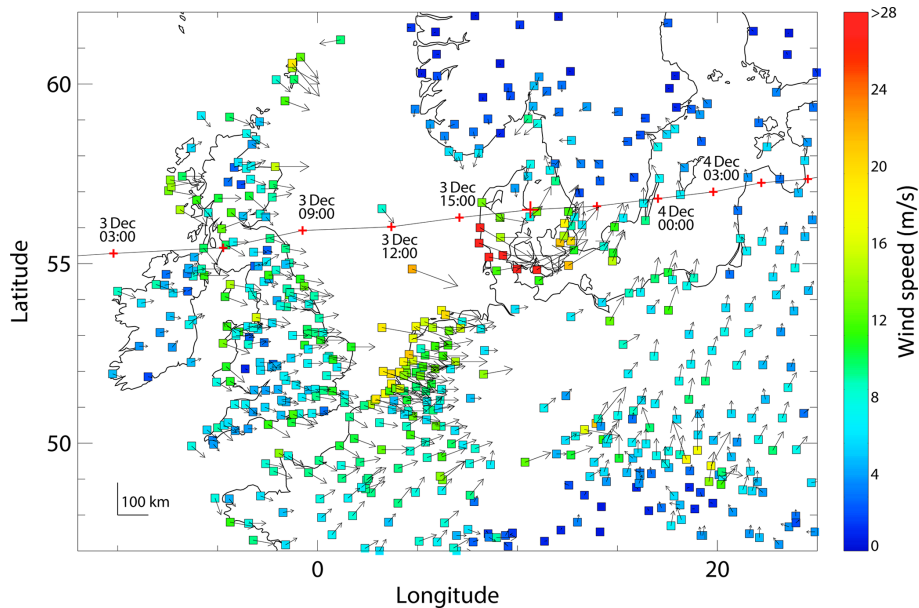 >28
24
20
16
12
8
4
0
Wind speed (m/s)
60
55
50
Latitude
3 Dec
03:00
3 Dec
09:00
3 Dec
12:00
3 Dec
15:00
4 Dec
00:00
4 Dec
03:00
100 km
0
20
Longitude